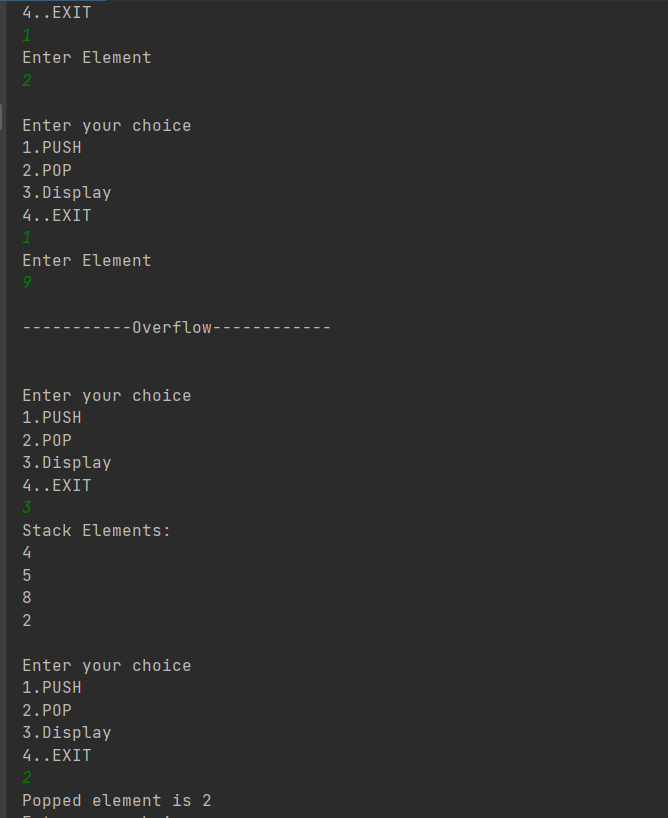 4..EXIT
1
Enter Element
2
Enter your choice
1.PUSH
2.POP
3.Display
4..EXIT
1
Enter Element
9
-----------Overflow------------
Enter your choice
1.PUSH
2.POP
3.Display
4..EXIT
3
Stack Elements:
4
5
8
2
Enter your choice
1.PUSH
2.POP
3.Display
4..EXIT
2
Popped element is 2